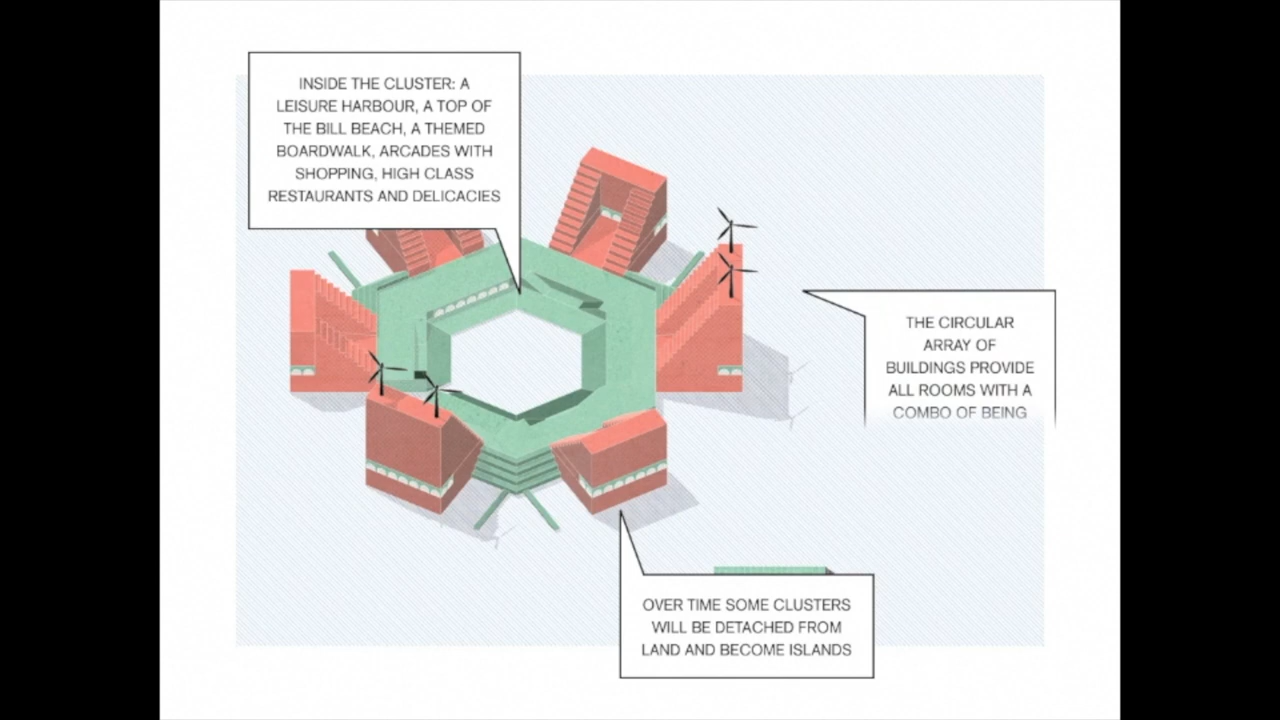 INSIDE THE CLUSTER: A
LEISURE HARBOUR, A TOP OF
THE BILL BEACH, A THEMED
BOARDWALK, ARCADES WITH
SHOPPING, HIGH CLASS
RESTAURANTS AND DELICACIES
THE CIRCULAR
ARRAY OF
BUILDINGS PROVIDE
ALL ROOMS WITH A
COMBO OF BEING
OVER TIME SOME CLUSTERS
WILL BE DETACHED FROM
LAND AND BECOME ISLANDS